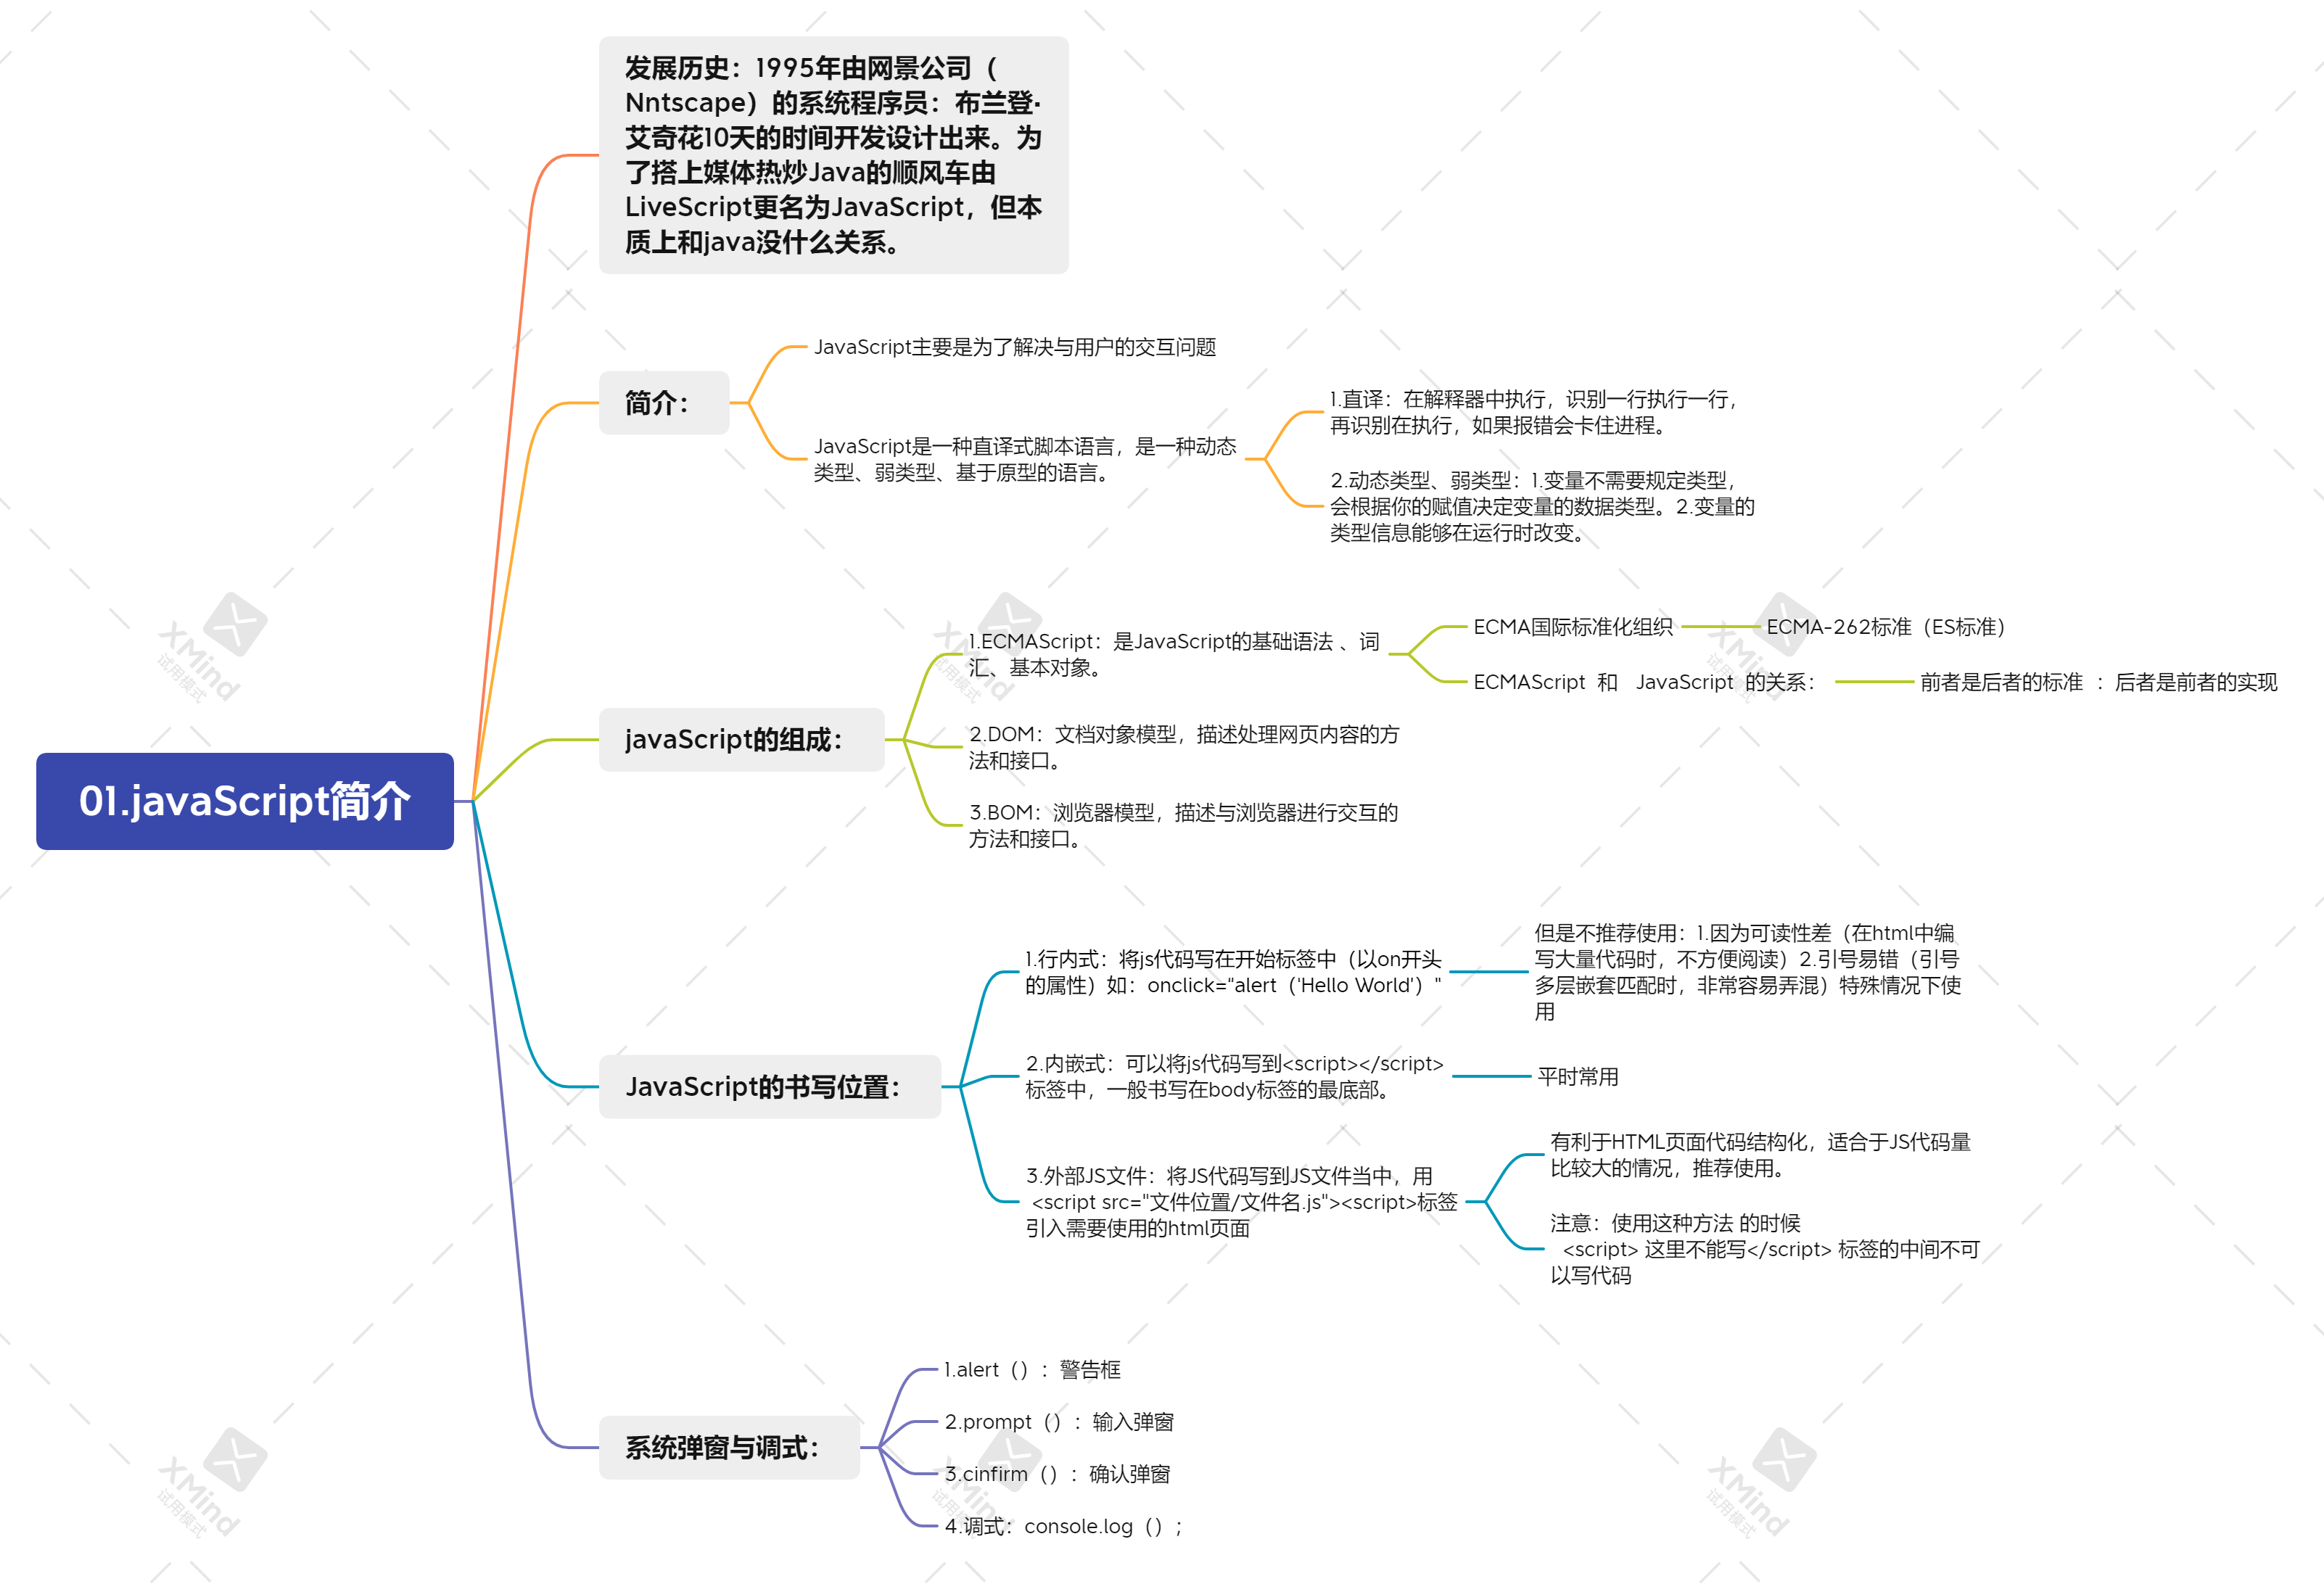 发展历史：1995年由网景公司（
Nntscape）的系统程序员：布兰登·
艾奇花10天的时间开发设计出来。为
了搭上媒体热炒Java的顺风车由
LiveScript更名为JavaScript，但本
质上和java没什么关系。
简介：
JavaScript主要是为了解决与用户的交互问题
JavaScript是一种直译式脚本语言，是一种动态
类型、弱类型、基于原型的语言。
1.直译：在解释器中执行，识别一行执行一行，
再识别在执行，如果报错会卡住进程。
2.动态类型、弱类型：1.变量不需要规定类型，
会根据你的赋值决定变量的数据类型。2.变量的
类型信息能够在运行时改变。
01.javaScript简介
javaScript的组成：
1.ECMAScript：是JavaScript的基础语法 、词
汇、基本对象。
ECMA国际标准化组织
ECMA-262标准（ES标准）
ECMAScript 和 JavaScript 的关系：
前者是后者的标准 ：后者是前者的实现
2.DOM：文档对象模型，描述处理网页内容的方
法和接口。
3.BOM：浏览器模型，描述与浏览器进行交互的
方法和接口。
JavaScript的书写位置：
1.行内式：将js代码写在开始标签中（以on开头
的属性）如：onclick="alert（'Hello World'）"
但是不推荐使用：1.因为可读性差（在html中编
写大量代码时，不方便阅读）2.引号易错（引号
多层嵌套匹配时，非常容易弄混）特殊情况下使
用
2.内嵌式：可以将js代码写到<script></script>
标签中，一般书写在body标签的最底部。
平时常用
3.外部JS文件：将JS代码写到JS文件当中，用
<script src="文件位置/文件名.js"><script>标签
引入需要使用的html页面
有利于HTML页面代码结构化，适合于JS代码量
比较大的情况，推荐使用。
注意：使用这种方法 的时候
<script> 这里不能写</script> 标签的中间不可
以写代码
系统弹窗与调式：
1.alert（）：警告框
2.prompt（）：输入弹窗
3.cinfirm（）：确认弹窗
4.调式：console.log（）；
XMind
试用模式
XMind
试用模式
XMind
试用模式
XMind
试用模式
XMind
试用模式
XMind
试用模式